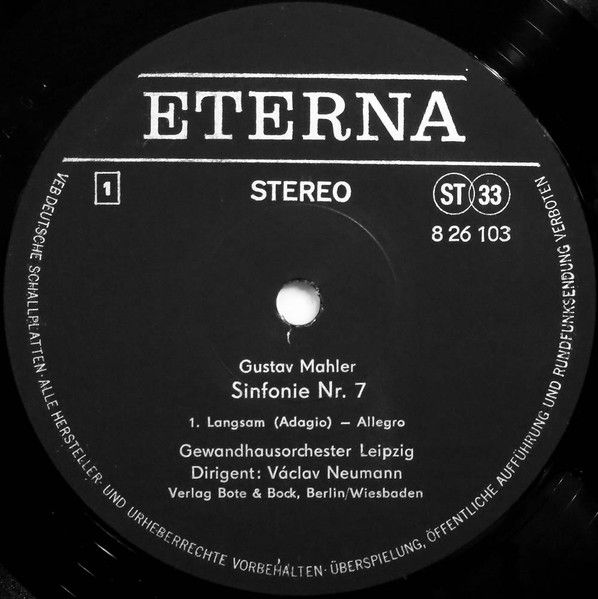 ETERNA
1
STEREO
ST 33
8 26 103
Gustav Mahler
Sinfonie Nr. 7
1. Langsam (Adagio) — Allegro
Gewandhausorchester Leipzig
Dirigent: Václav Neumann
Verlag Bote & Bock, Berlin/Wiesbaden
VEB DEUTSCHE SCHALLPLATTEN · ALLE HERSTELLER- UND URHEBERRECHTE VORBEHALTEN · ÜBERSPIELUNG, ÖFFENTLICHE AUFFÜHRUNG UND RUNDFUNKSENDUNG VERBOTEN